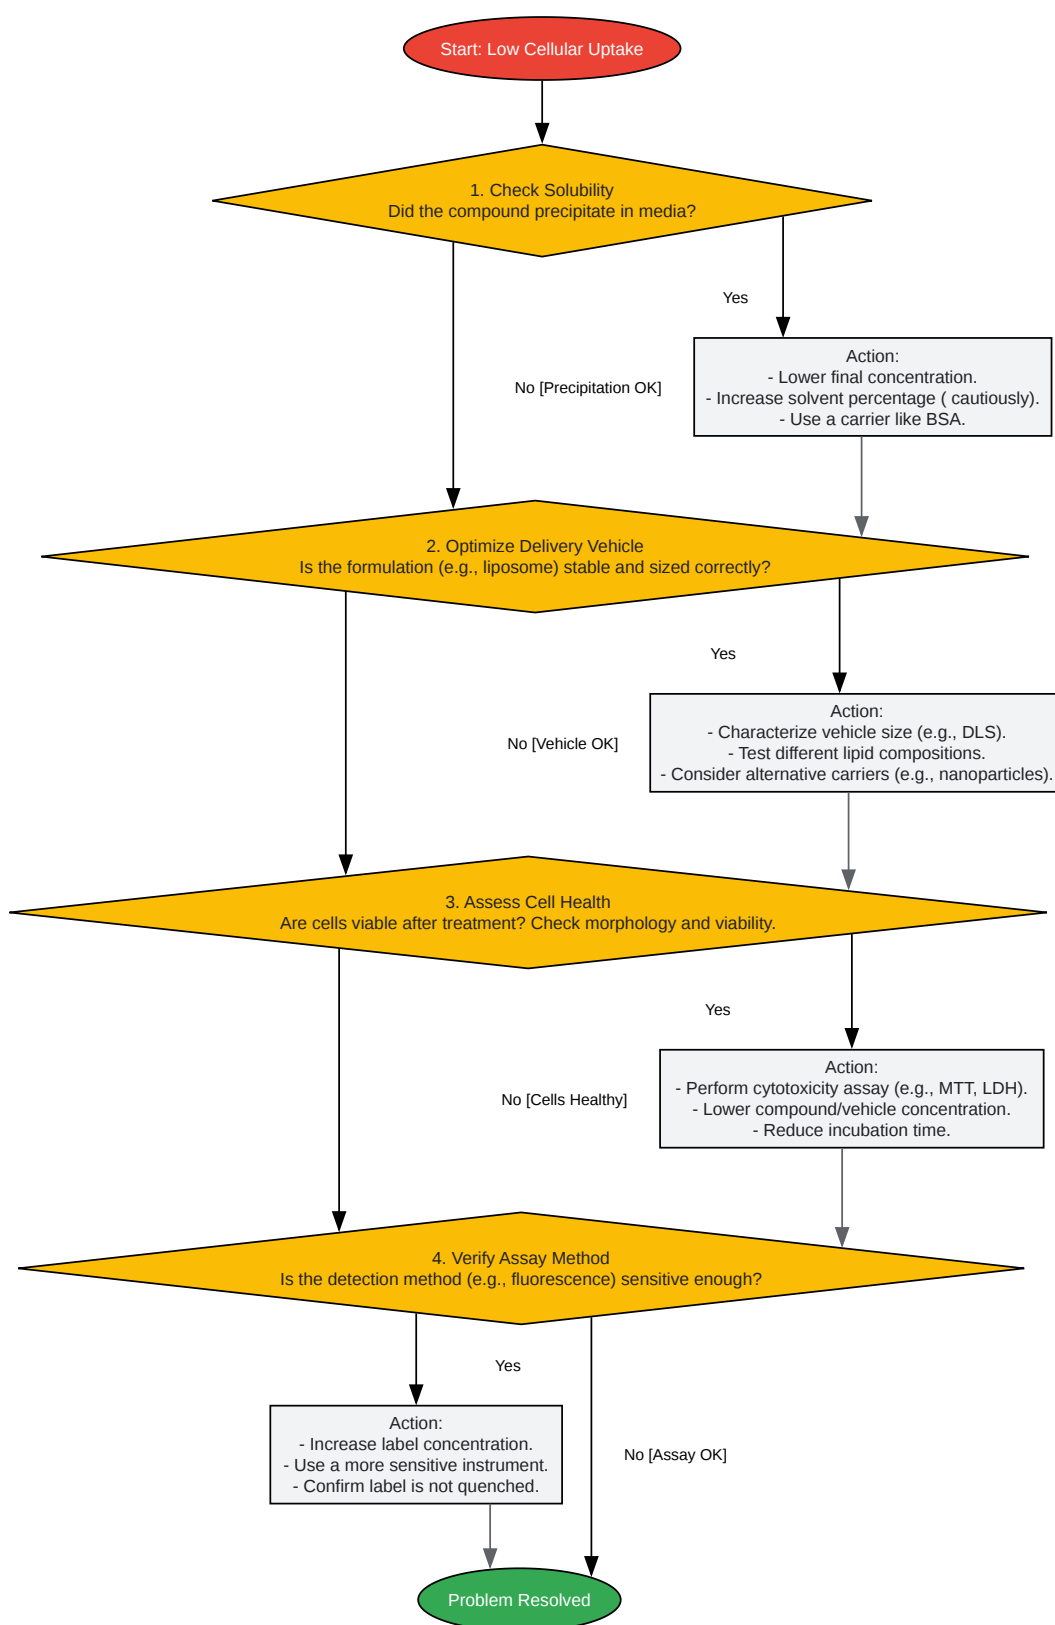 Start: Low Cellular Uptake
1. Check Solubility
Did the compound precipitate in media?
Yes
No [Precipitation OK]
Action:
- Lower final concentration.
- Increase solvent percentage ( cautiously).
- Use a carrier like BSA.
2. Optimize Delivery Vehicle
Is the formulation (e.g., liposome) stable and sized correctly?
Yes
No [Vehicle OK]
Action:
- Characterize vehicle size (e.g., DLS).
- Test different lipid compositions.
- Consider alternative carriers (e.g., nanoparticles).
3. Assess Cell Health
Are cells viable after treatment? Check morphology and viability.
Yes
No [Cells Healthy]
Action:
- Perform cytotoxicity assay (e.g., MTT, LDH).
- Lower compound/vehicle concentration.
- Reduce incubation time.
4. Verify Assay Method
Is the detection method (e.g., fluorescence) sensitive enough?
Yes
Action:
- Increase label concentration.
- Use a more sensitive instrument.
- Confirm label is not quenched.
No [Assay OK]
Problem Resolved